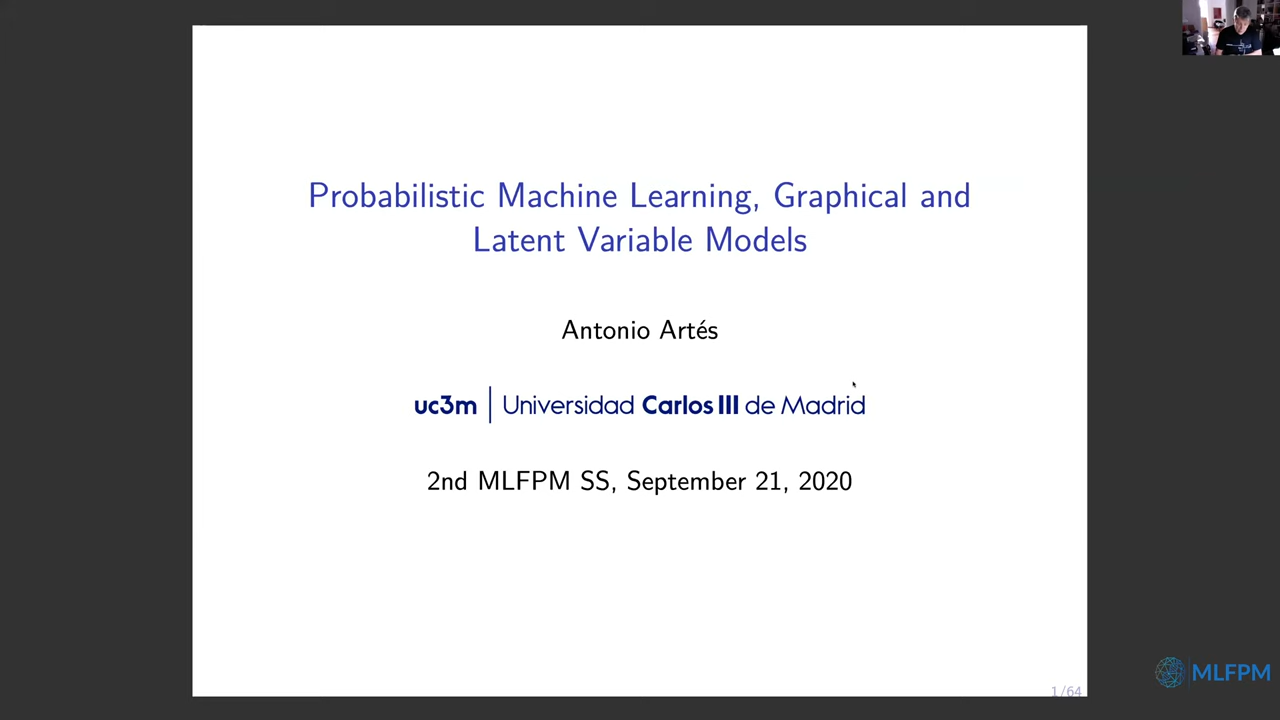 Probabilistic Machine Learning, Graphical and
Latent Variable Models
Antonio Artés
uc3m | Universidad Carlos III de Madrid
2nd MLFPM SS, September 21, 2020
1/64
MLFPM